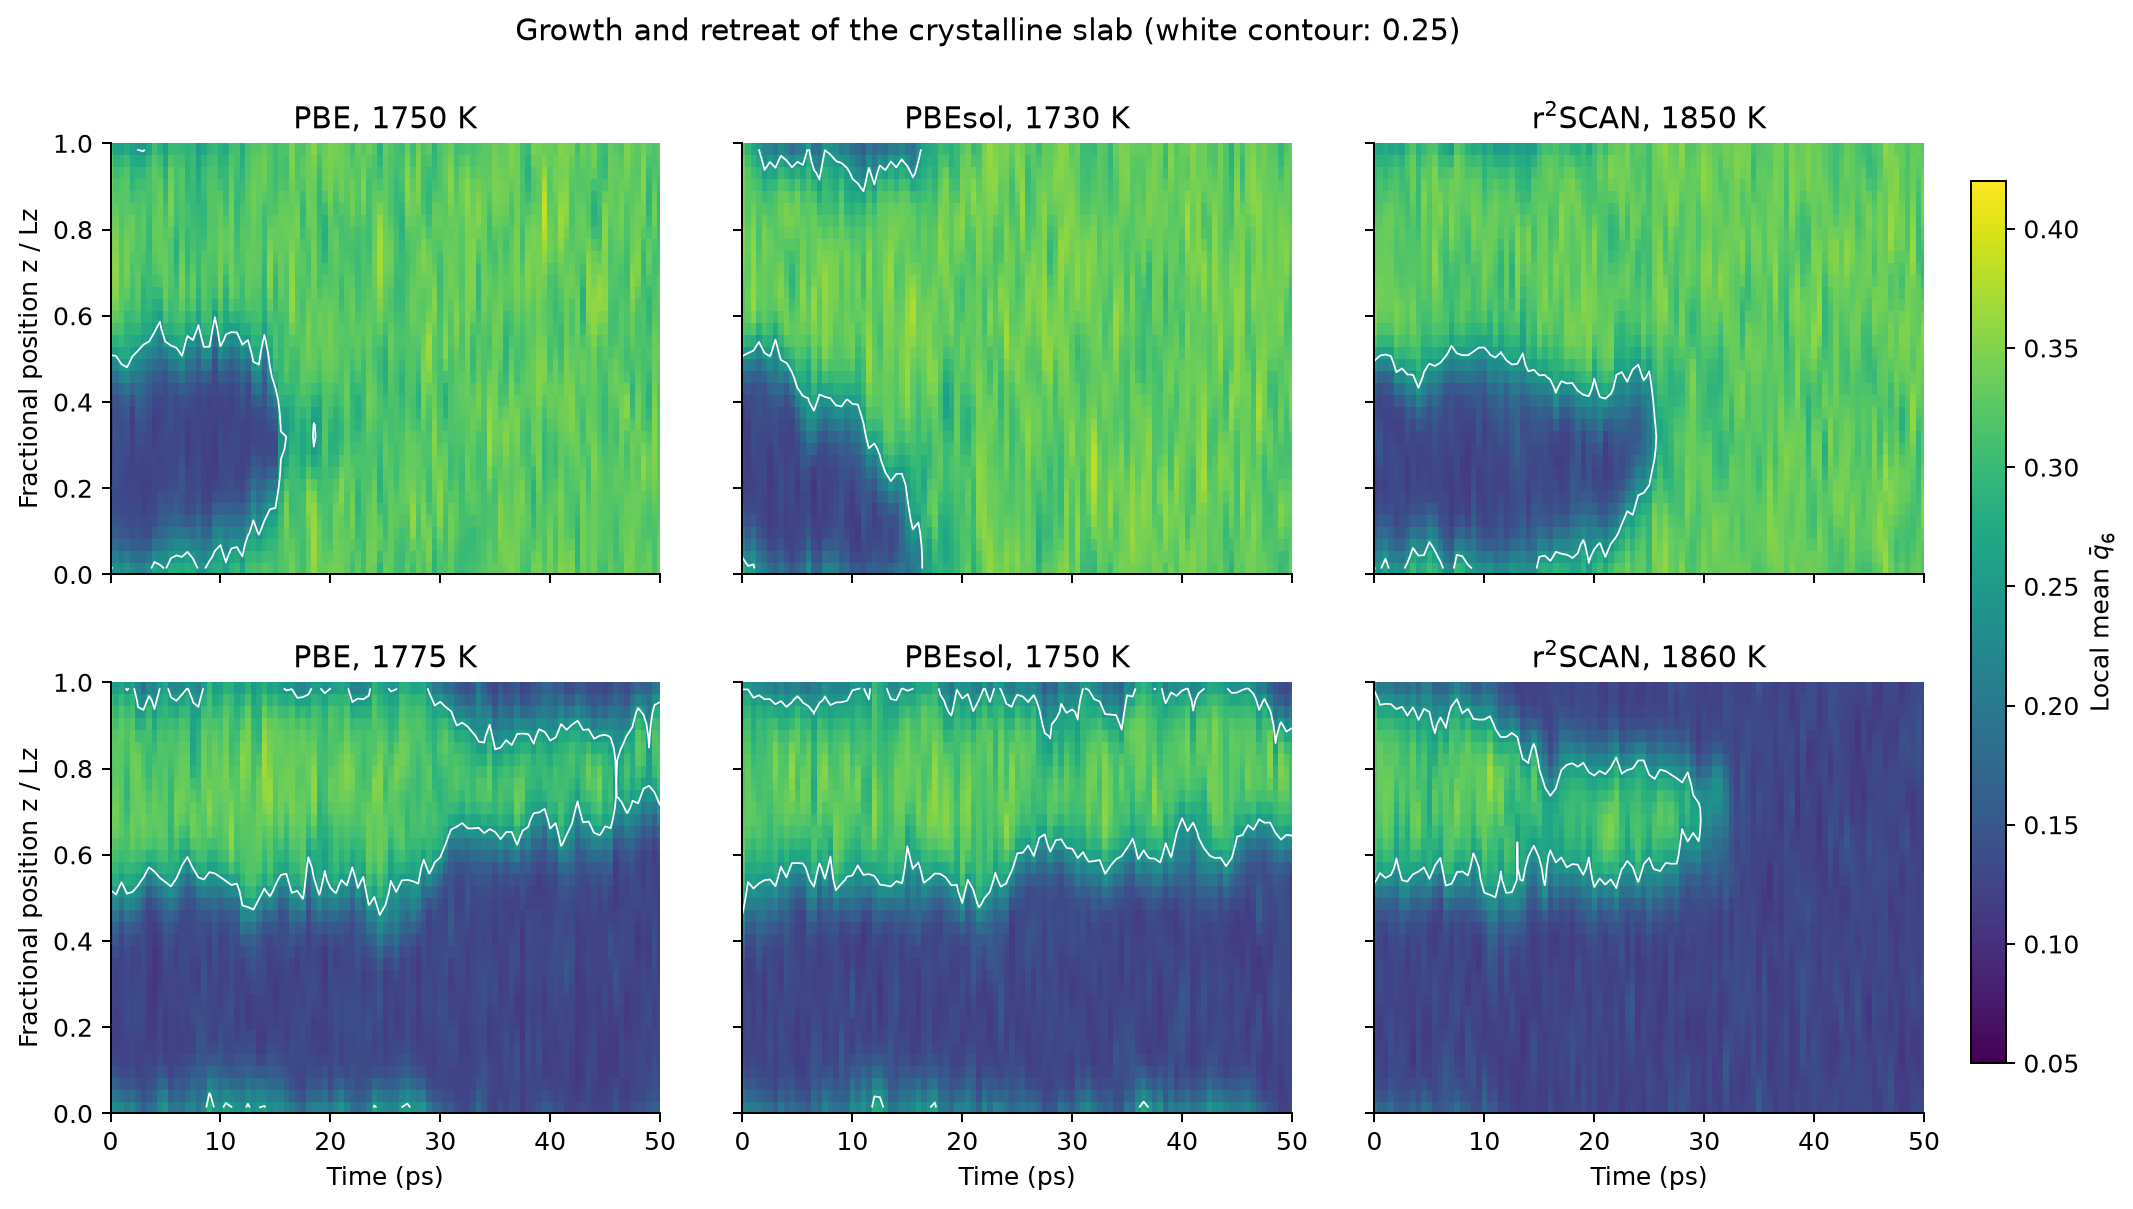 Growth and retreat of the crystalline slab (white contour: 0.25)
PBE, 1750 K
PBEsol, 1730 K
r²SCAN, 1850 K
Fractional position z / Lz
1.0
0.8
0.6
0.4
0.2
0.0
PBE, 1775 K
PBEsol, 1750 K
r²SCAN, 1860 K
Fractional position z / Lz
1.0
0.8
0.6
0.4
0.2
0.0
0 10 20 30 40 50
0 10 20 30 40 50
0 10 20 30 40 50
Time (ps)
Time (ps)
Time (ps)
0.40
0.35
0.30
0.25
0.20
0.15
0.10
0.05
Local mean q̄₆